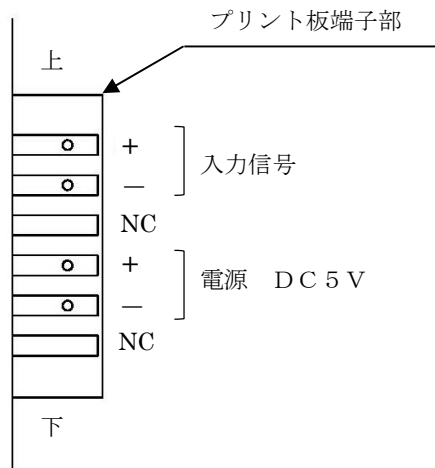 プリント板端子部
上
+
— 入力信号
NC
+
— 電源 DC5V
NC
下